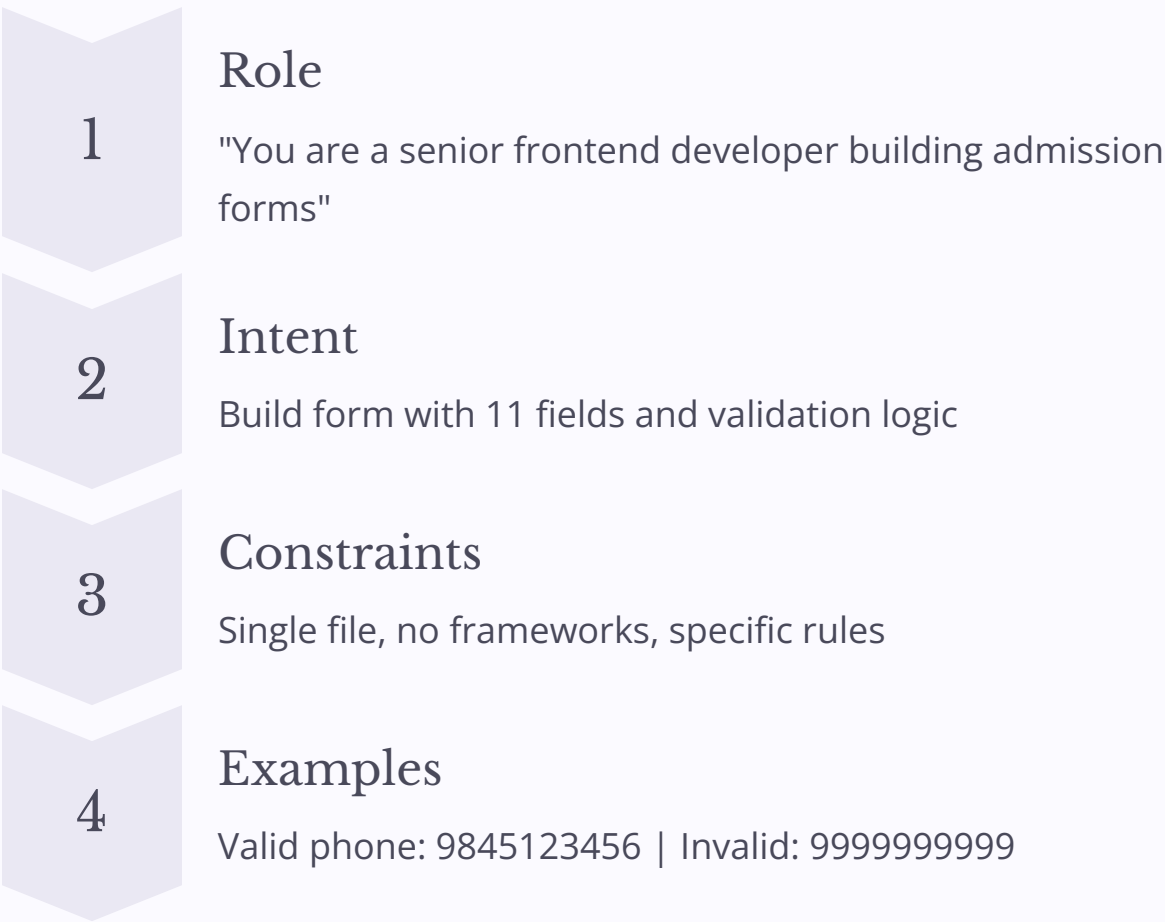 1
Role
"You are a senior frontend developer building admission
forms"
2
Intent
Build form with 11 fields and validation logic
3
Constraints
Single file, no frameworks, specific rules
4
Examples
Valid phone: 9845123456 | Invalid: 9999999999